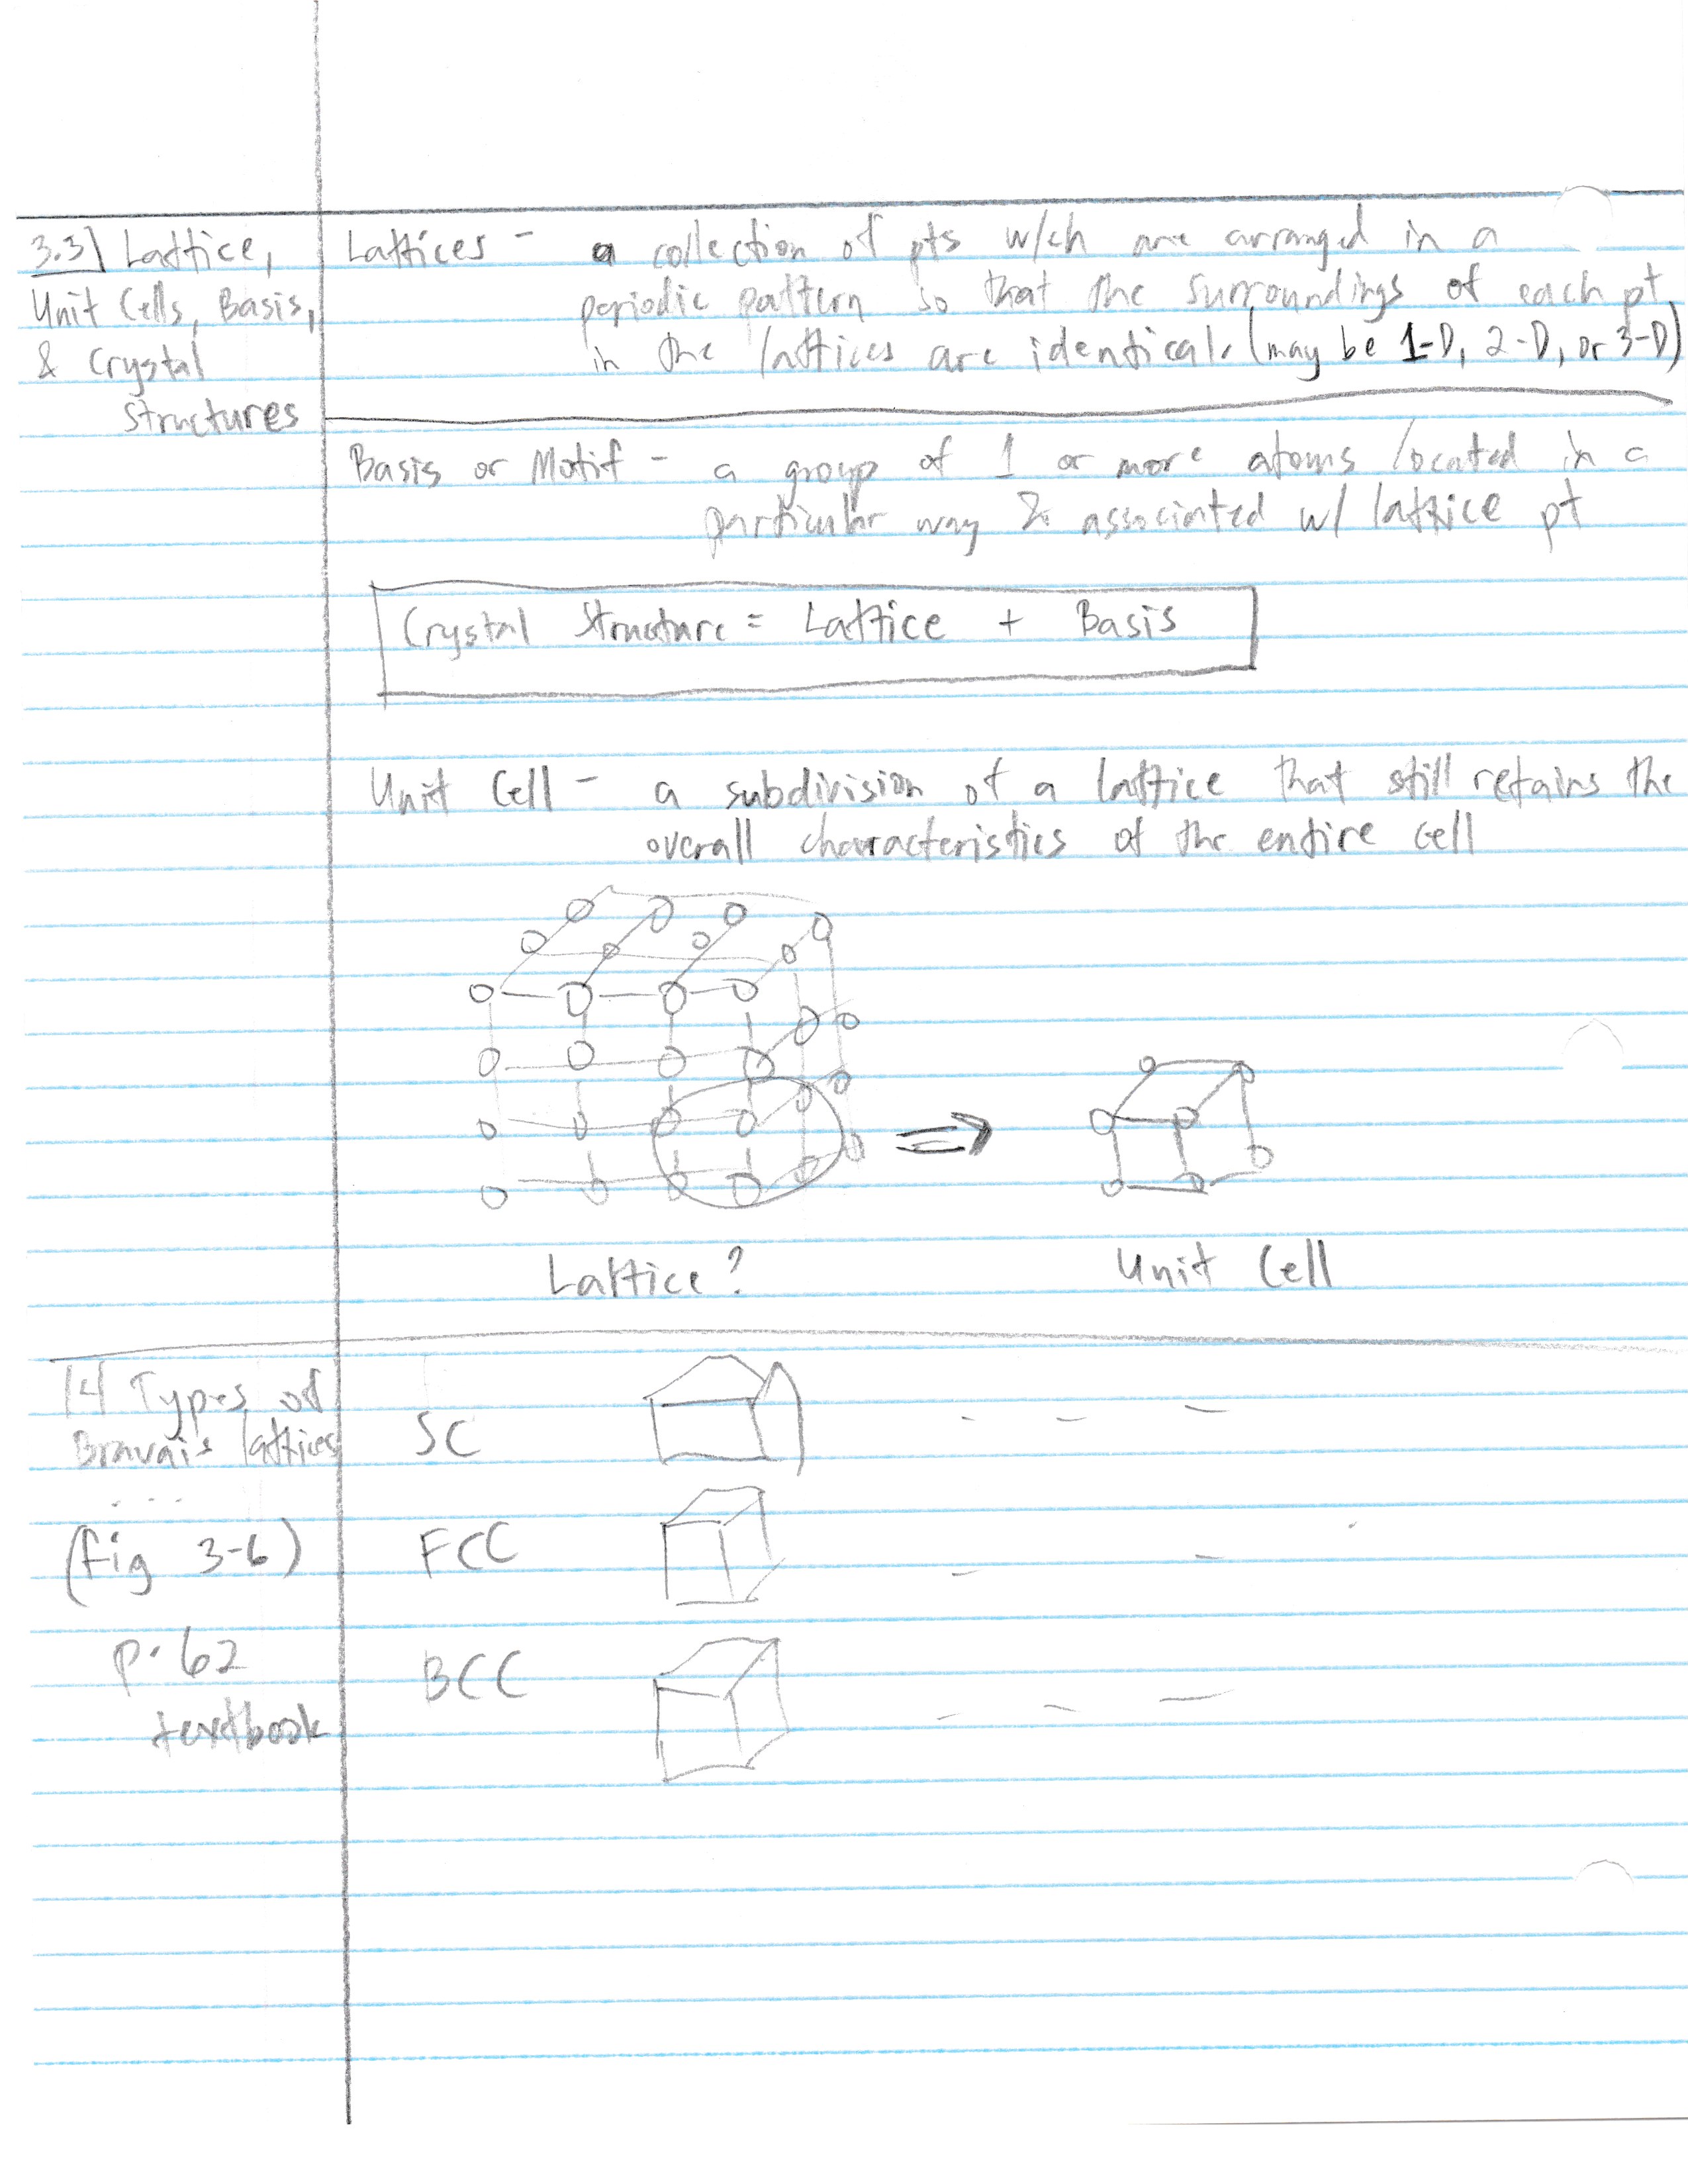 3.3) Lattice,
Unit Cells, Basis,
& Crystal
Structures
Lattices - a collection of pts w/ch are arranged in a
periodic pattern so that the surroundings of each pt
in the lattices are identical. (may be 1-D, 2-D, or 3-D)
Basis or Motif - a group of 1 or more atoms located in a
particular way & associated w/ lattice pt
Crystal Structure = Lattice + Basis
Unit Cell - a subdivision of a lattice that still retains the
overall characteristics of the entire cell
Lattice?
Unit Cell
14 Types of
Bravais lattices
. . . .
(fig 3-6)
p. 62
textbook
SC
FCC
BCC